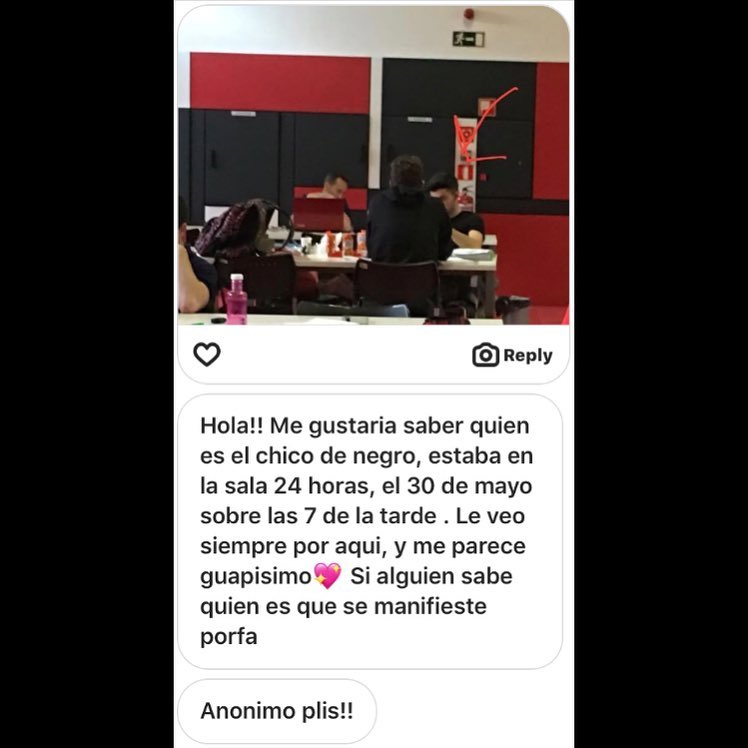 Reply
Hola!! Me gustaria saber quien
es el chico de negro, estaba en
la sala 24 horas, el 30 de mayo
sobre las 7 de la tarde . Le veo
siempre por aqui, y me parece
guapisimo💖 Si alguien sabe
quien es que se manifieste
porfa
Anonimo plis!!